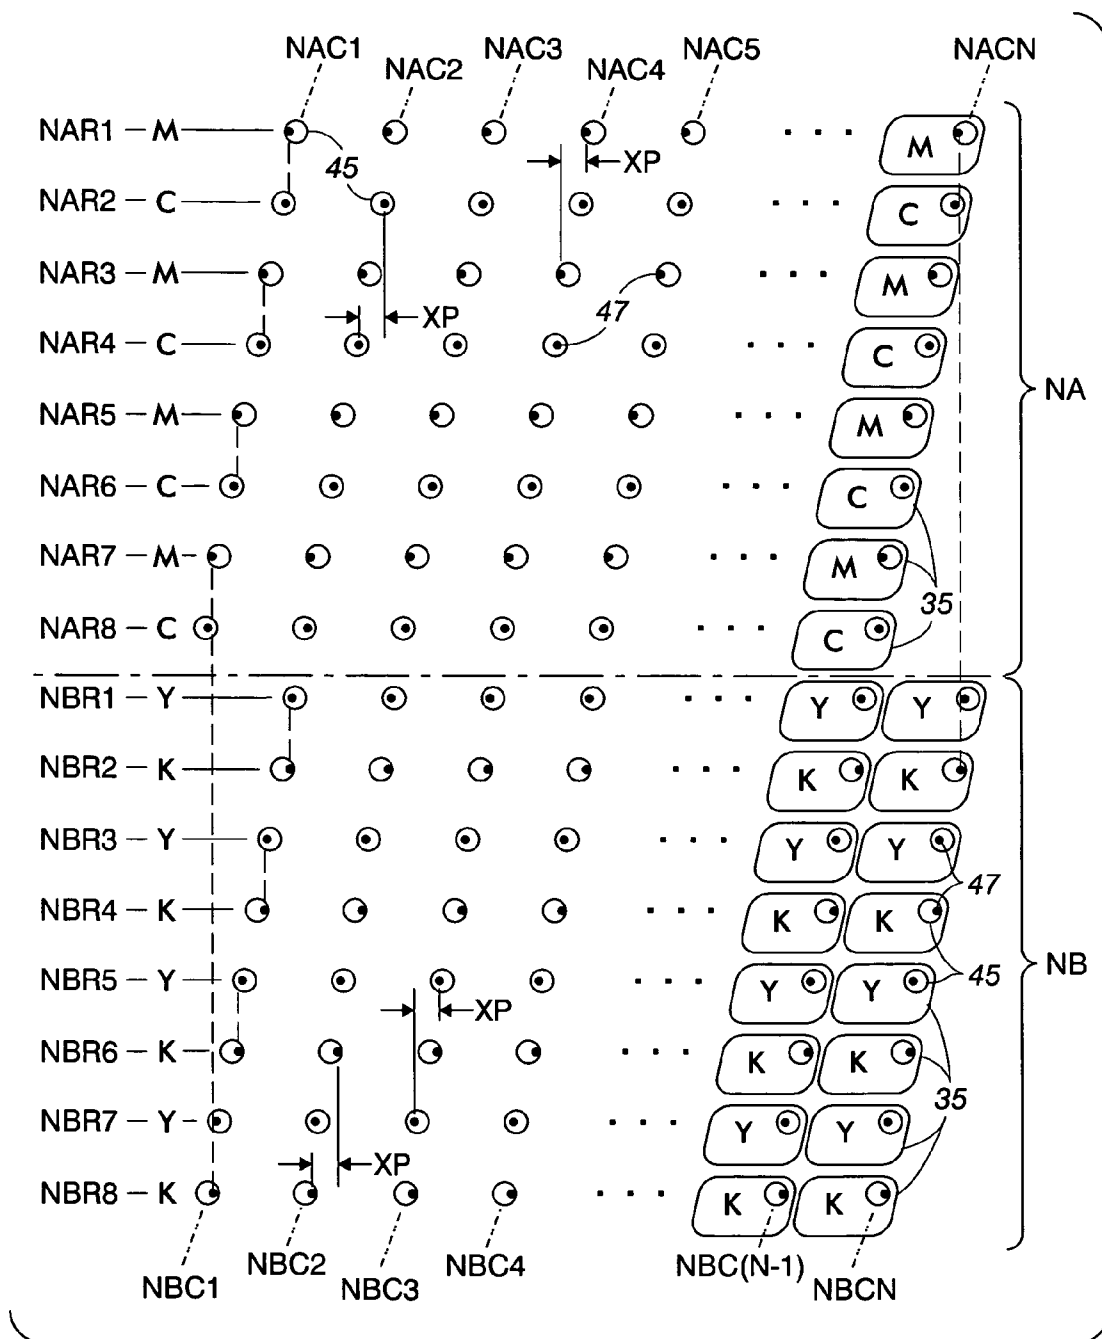 NAC1 NAC2 NAC3 NAC4 NAC5 NACN
NAR1 – M M
45 XP
NAR2 – C C
NAR3 – M M
XP 47
NAR4 – C C
NA
NAR5 – M M
NAR6 – C C
NAR7 – M M
35
NAR8 – C C
NBR1 – Y Y Y
NBR2 – K K K
NBR3 – Y Y Y
47
NBR4 – K K K
45 NB
NBR5 – Y Y Y
XP
NBR6 – K K K
35
NBR7 – Y Y Y
XP
NBR8 – K K K
NBC1 NBC2 NBC3 NBC4 NBC(N-1) NBCN